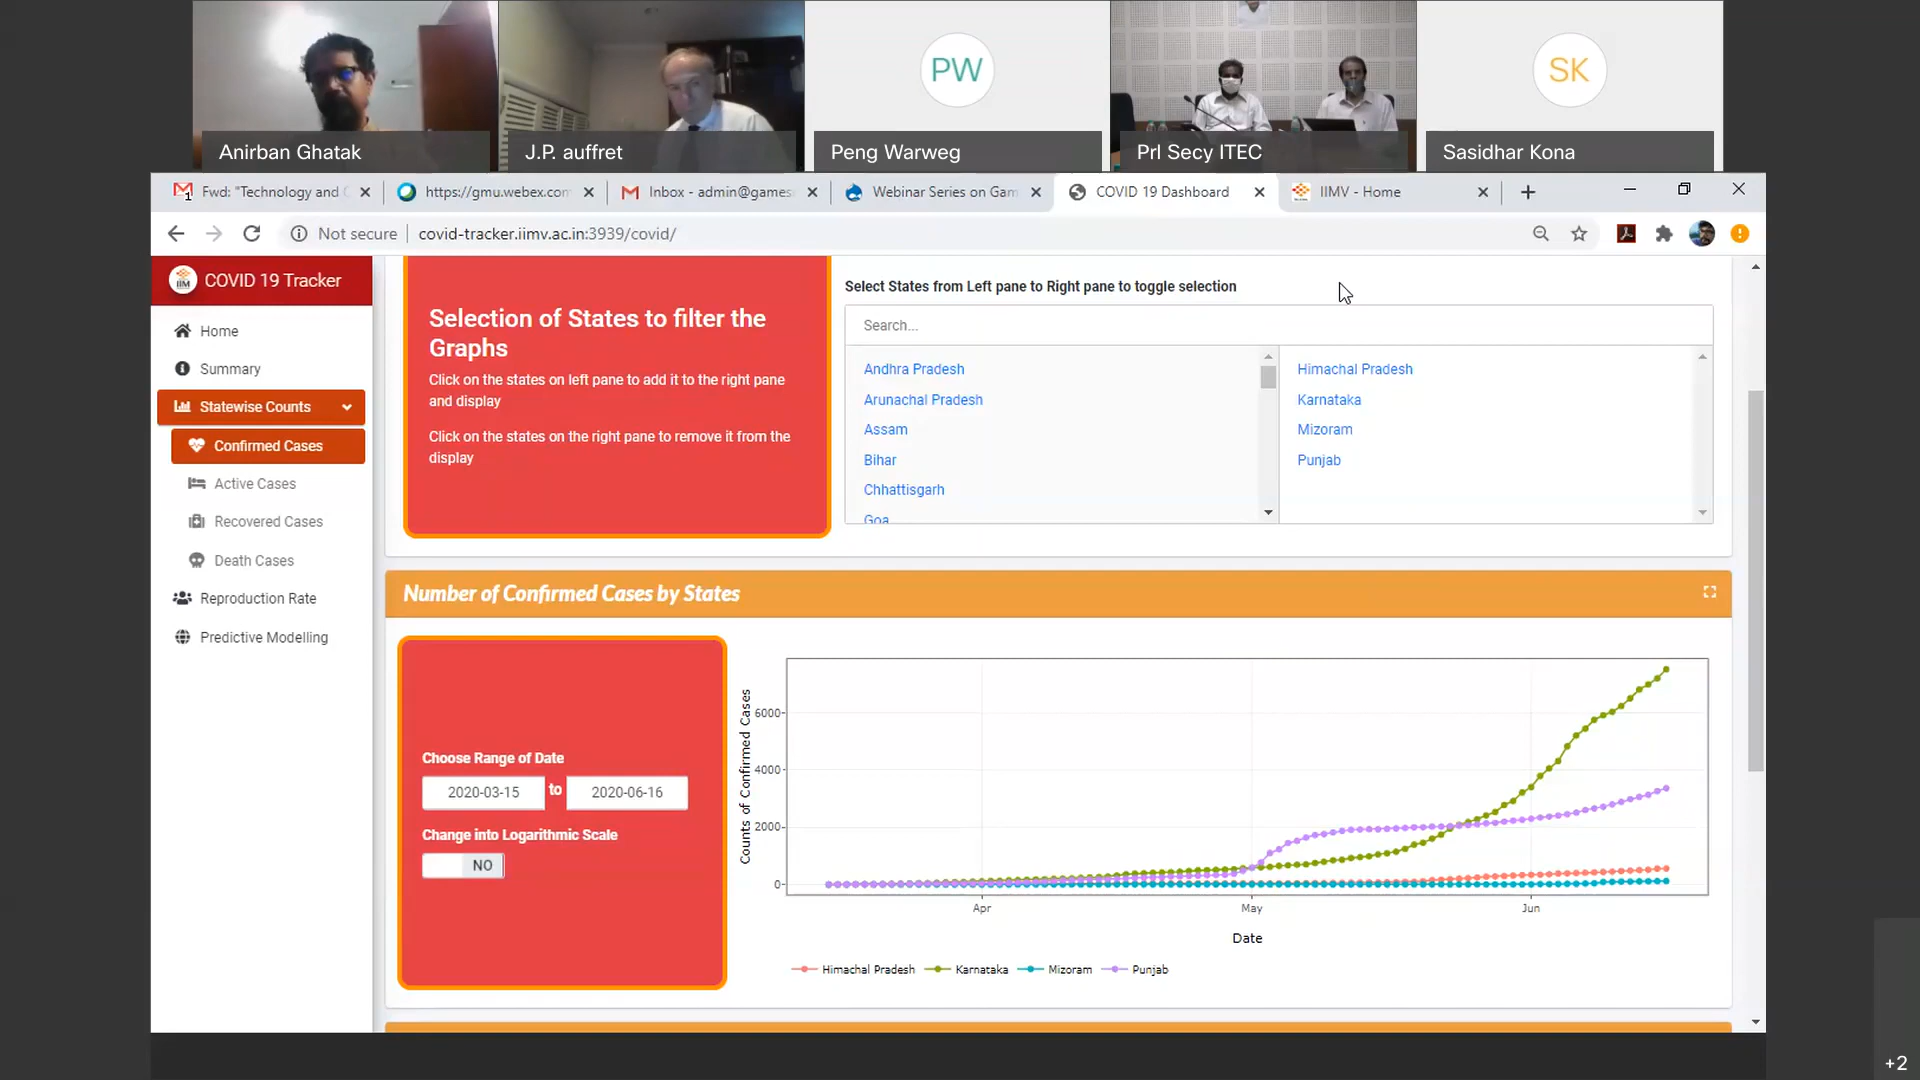 PW
SK
Anirban Ghatak
J.P. auffret
Peng Warweg
Prl Secy ITEC
Sasidhar Kona
Fwd: "Technology and
https://gmu.webex.com
Inbox - admin@games
Webinar Series on Gam
COVID 19 Dashboard
IIMV - Home
Not secure
covid-tracker.iimv.ac.in:3939/covid/
IIM
COVID 19 Tracker
Home
Summary
Statewise Counts
Confirmed Cases
Active Cases
Recovered Cases
Death Cases
Reproduction Rate
Predictive Modelling
Selection of States to filter the
Graphs
Click on the states on left pane to add it to the right pane
and display
Click on the states on the right pane to remove it from the
display
Select States from Left pane to Right pane to toggle selection
Search...
Andhra Pradesh
Arunachal Pradesh
Assam
Bihar
Chhattisgarh
Goa
Himachal Pradesh
Karnataka
Mizoram
Punjab
Number of Confirmed Cases by States
Choose Range of Date
2020-03-15 to 2020-06-16
Change into Logarithmic Scale
NO
Counts of Confirmed Cases
6000
4000
2000
0
Apr
May
Jun
Date
Himachal Pradesh
Karnataka
Mizoram
Punjab
+2